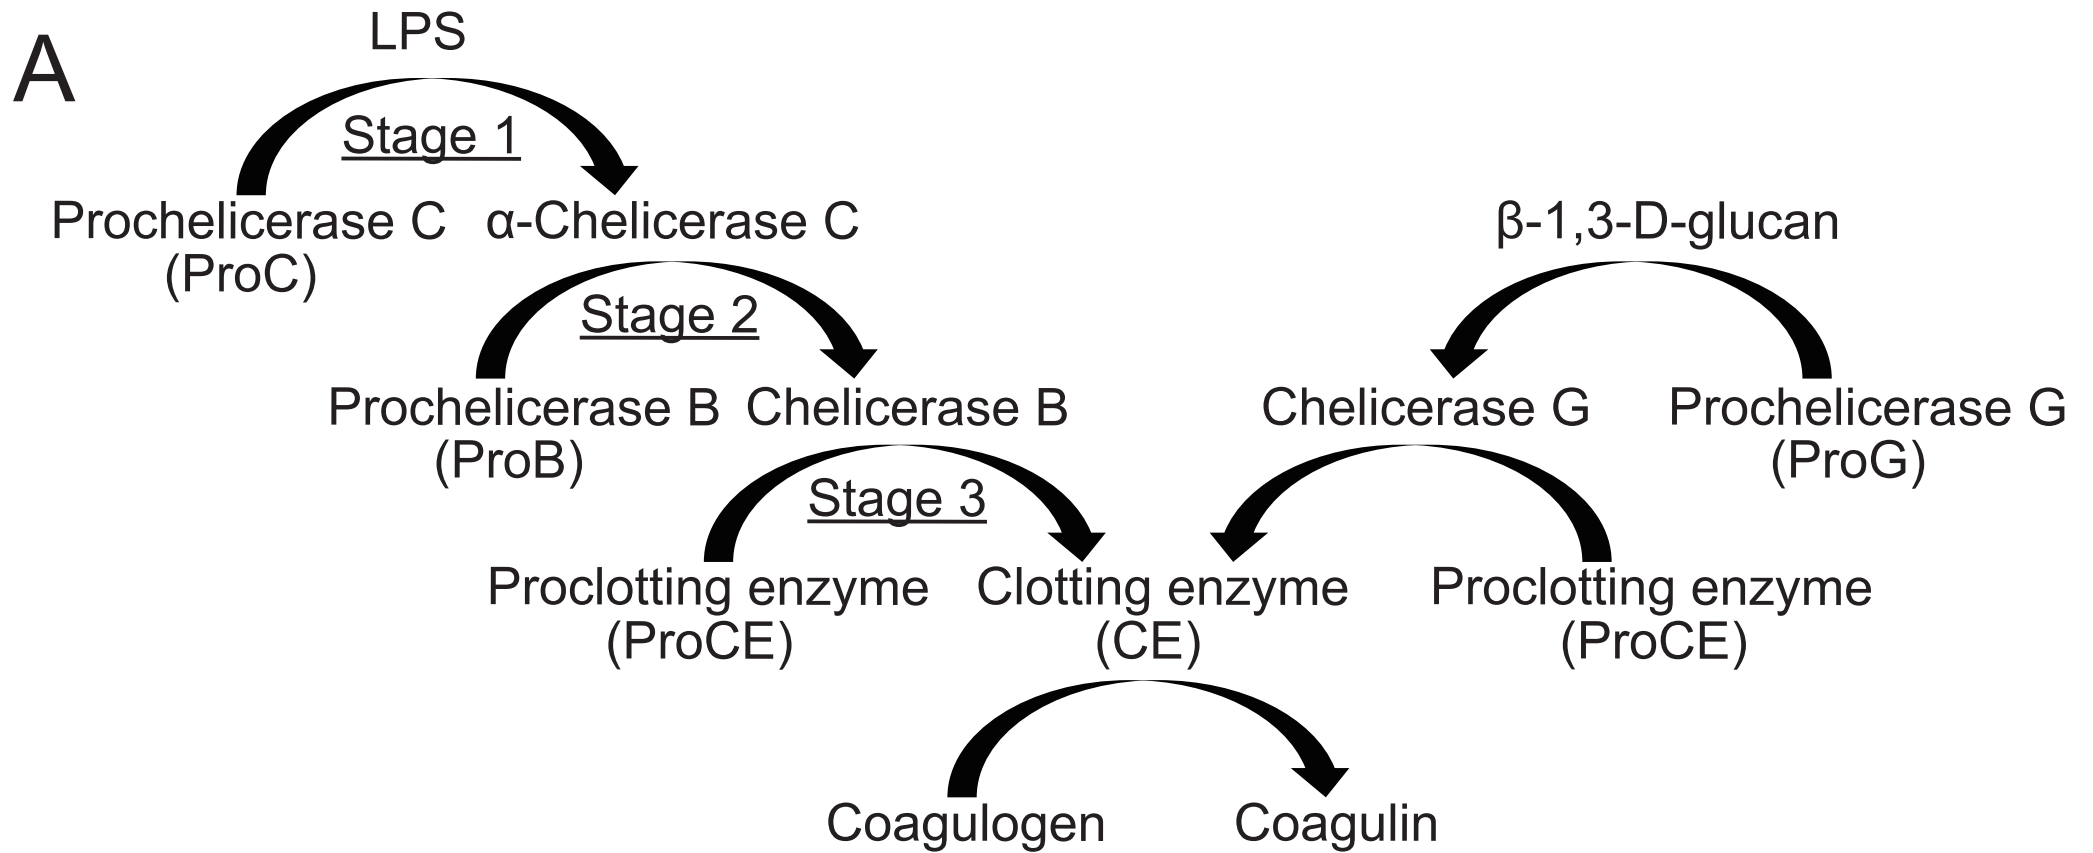 A
LPS
Stage 1
Prochelicerase C
(ProC)
α-Chelicerase C
β-1,3-D-glucan
Stage 2
Prochelicerase B
(ProB)
Chelicerase B
Chelicerase G
Prochelicerase G
(ProG)
Stage 3
Proclotting enzyme
(ProCE)
Clotting enzyme
(CE)
Proclotting enzyme
(ProCE)
Coagulogen
Coagulin